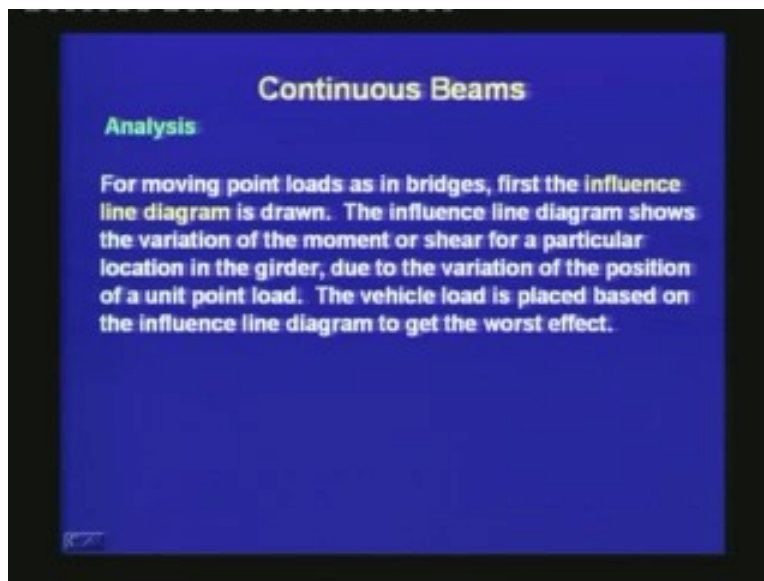 Continuous Beams
Analysis
For moving point loads as in bridges, first the influence
line diagram is drawn. The influence line diagram shows
the variation of the moment or shear for a particular
location in the girder, due to the variation of the position
of a unit point load. The vehicle load is placed based on
the influence line diagram to get the worst effect.